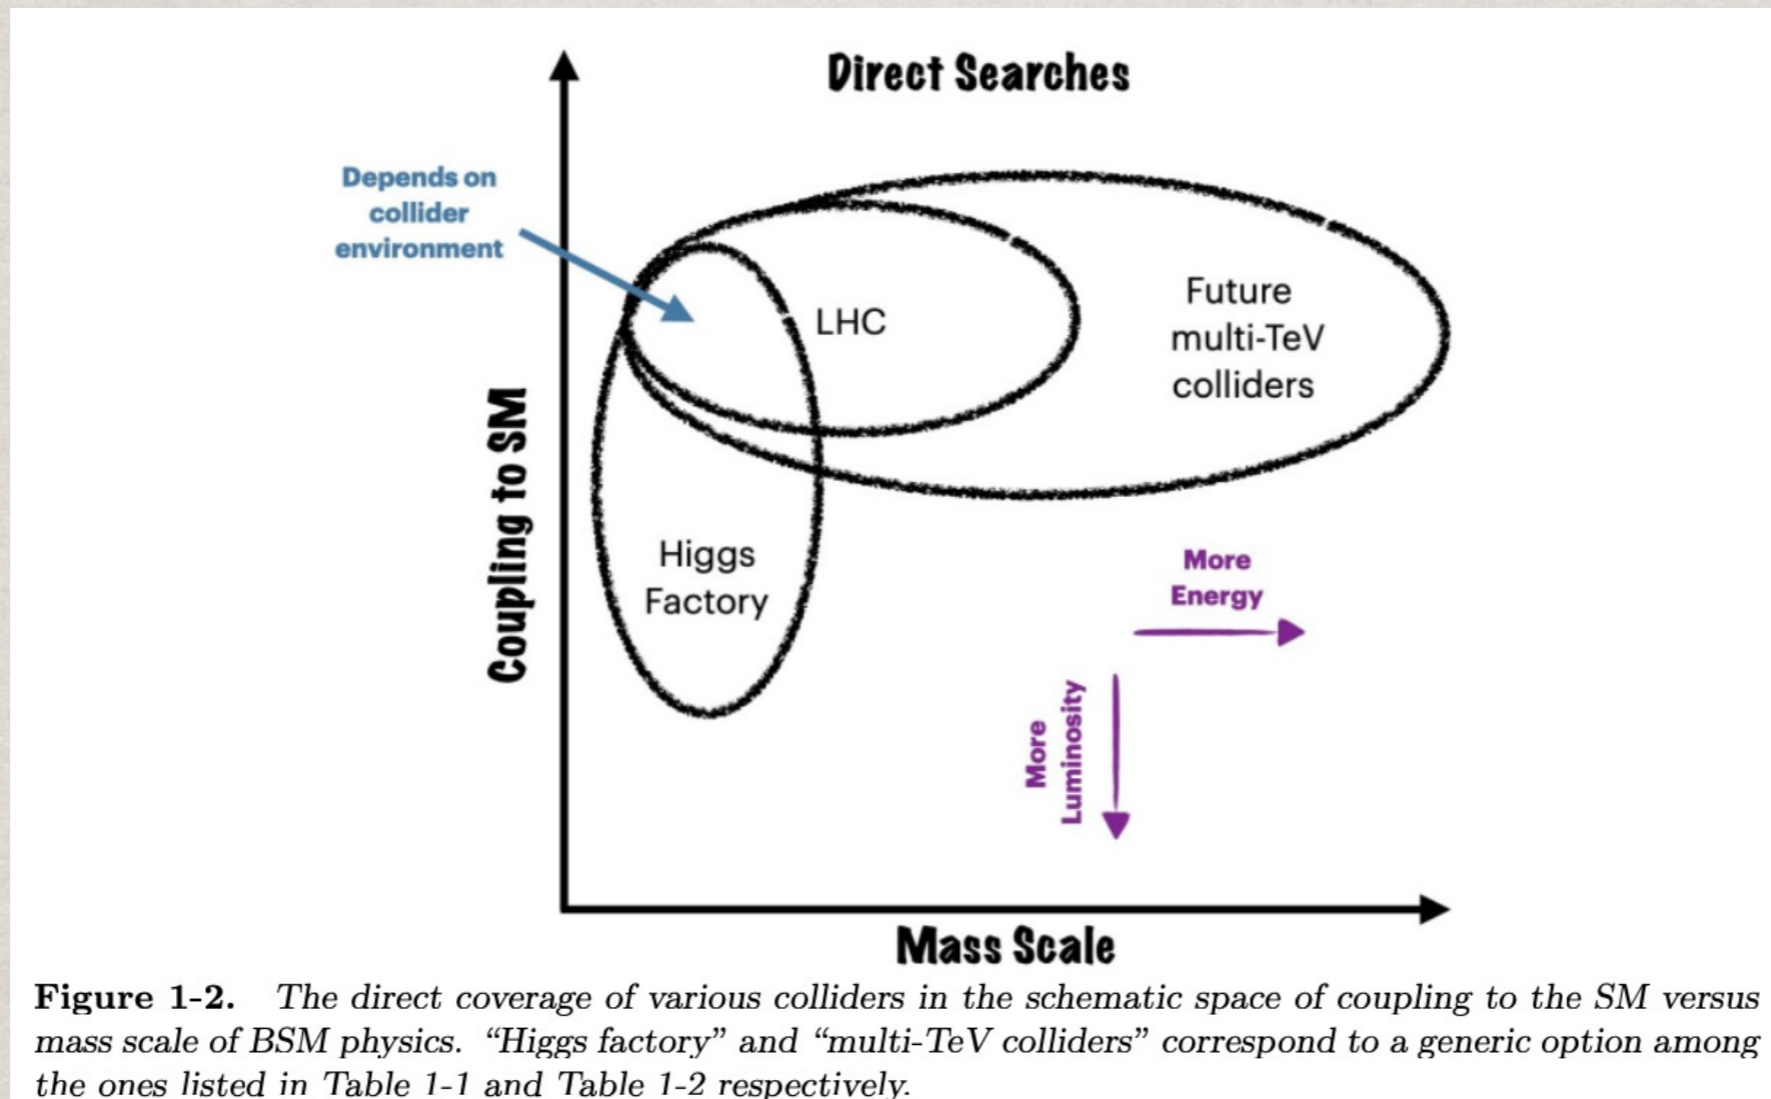 Direct Searches
Depends on
collider
environment
LHC
Future
multi-TeV
colliders
Coupling to SM
Higgs
Factory
More
Energy
More
Luminosity
Mass Scale
Figure 1-2. The direct coverage of various colliders in the schematic space of coupling to the SM versus
mass scale of BSM physics. “Higgs factory” and “multi-TeV colliders” correspond to a generic option among
the ones listed in Table 1-1 and Table 1-2 respectively.